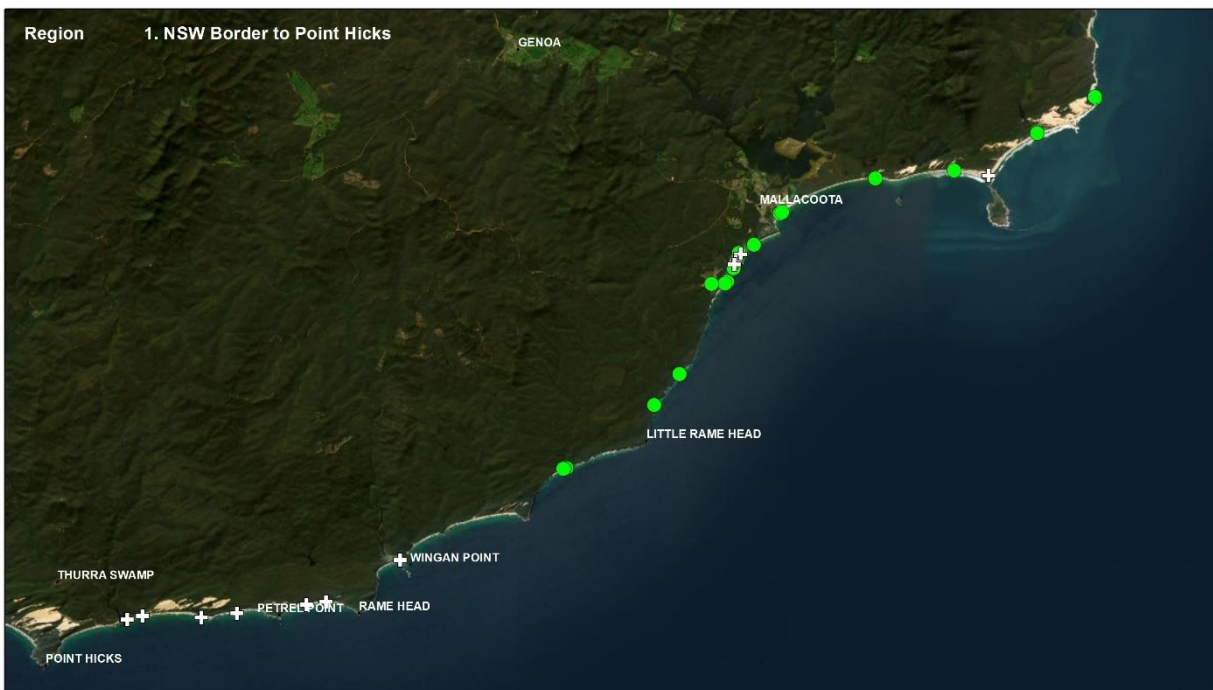 Region 1. NSW Border to Point Hicks
GENOA
MALLACOOTA
LITTLE RAME HEAD
WINGAN POINT
THURRA SWAMP
PETREL POINT
RAME HEAD
POINT HICKS